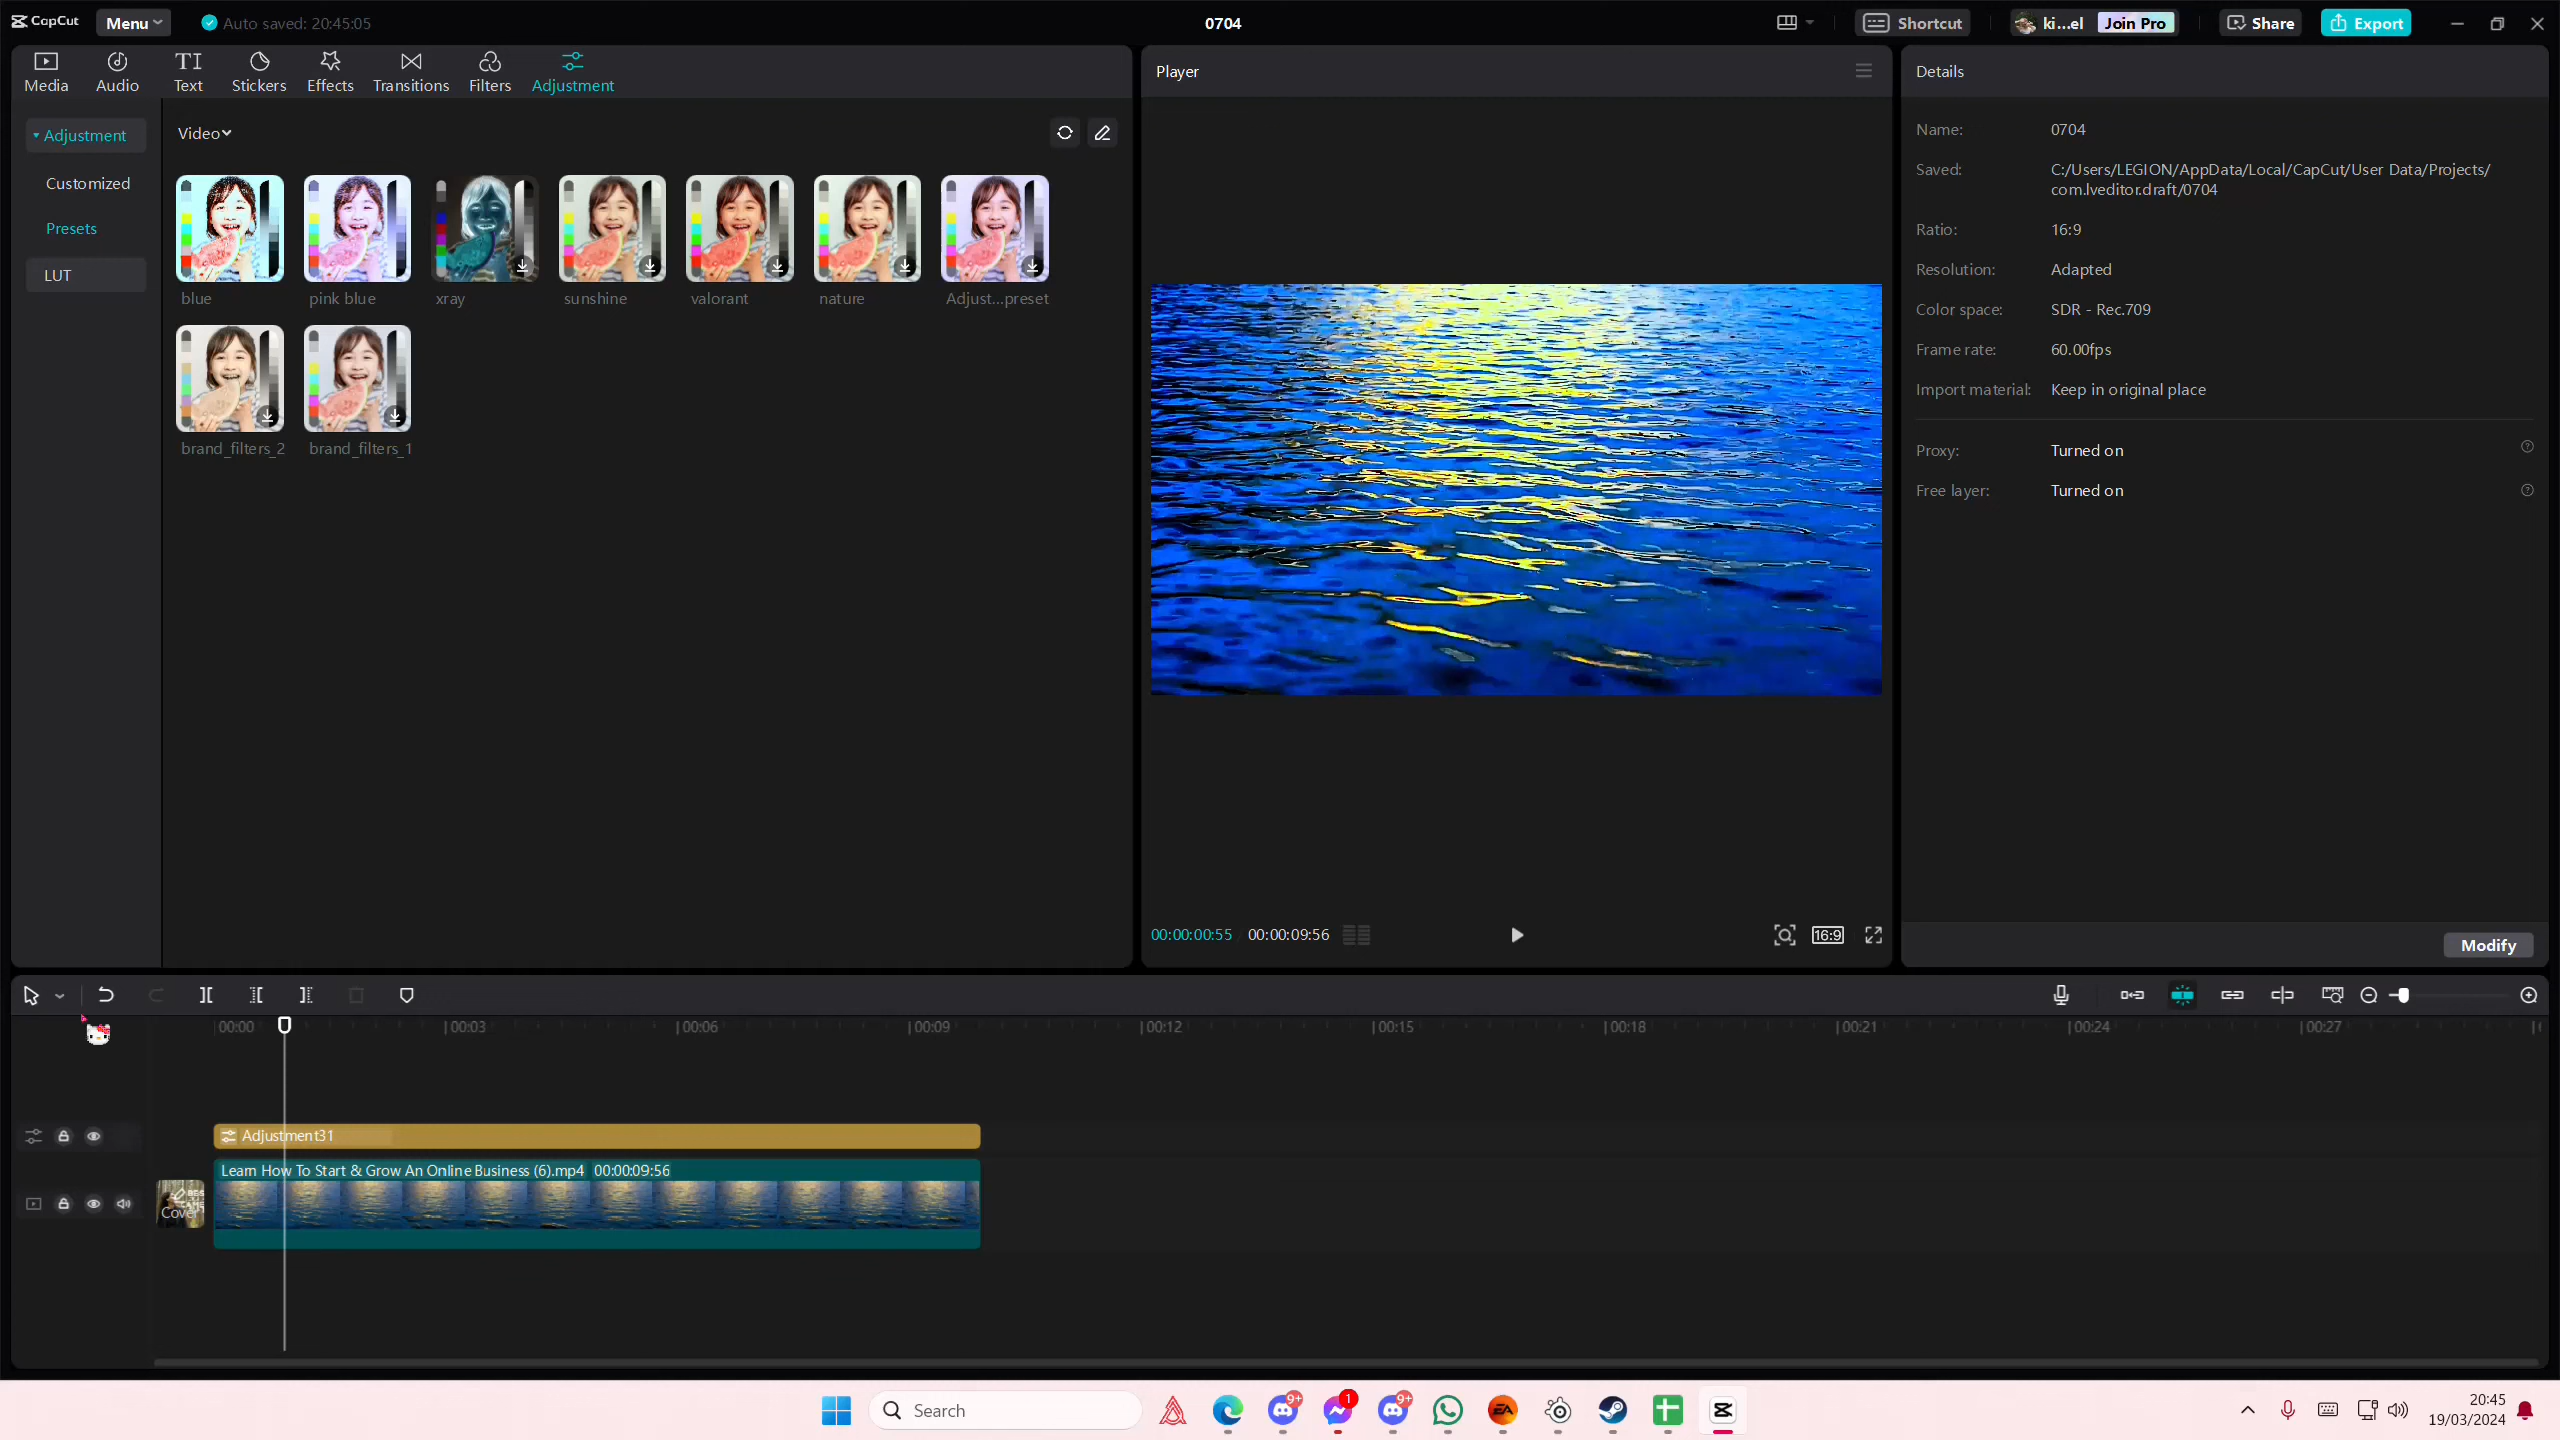 CapCut
Menu
Auto saved: 20:45:05
0704
Shortcut
ki...el
Join Pro
Share
Export
Media
Audio
Text
Stickers
Effects
Transitions
Filters
Adjustment
Adjustment
Customized
Presets
LUT
Video
blue
pink blue
xray
sunshine
valorant
nature
Adjust...preset
brand_filters_2
brand_filters_1
Player
00:00:00:55
00:00:09:56
16:9
Details
Name: 0704
Saved: C:/Users/LEGION/AppData/Local/CapCut/User Data/Projects/
com.lveditor.draft/0704
Ratio: 16:9
Resolution: Adapted
Color space: SDR - Rec.709
Frame rate: 60.00fps
Import material: Keep in original place
Proxy: Turned on
Free layer: Turned on
Modify
00:00
00:03
00:06
00:09
00:12
00:15
00:18
00:21
00:24
00:27
Adjustment31
Learn How To Start & Grow An Online Business (6).mp4 00:00:09:56
Cover
Search
9+
1
9+
EA
20:45
19/03/2024